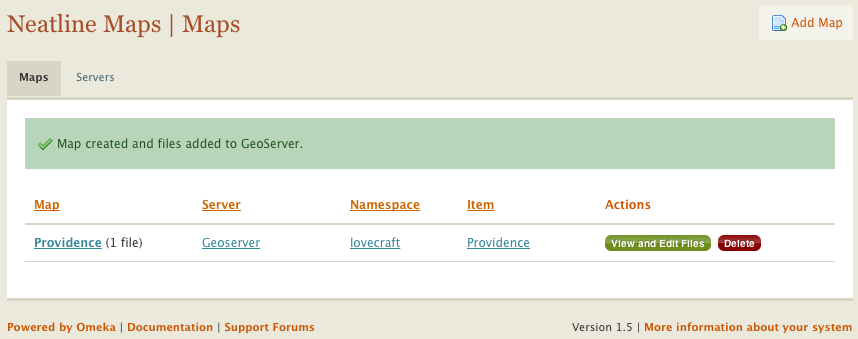 Neatline Maps | Maps
Add Map
Maps Servers
Map created and files added to GeoServer.
Map Server Namespace Item Actions
Providence (1 file) Geoserver lovecraft Providence View and Edit Files Delete
Powered by Omeka | Documentation | Support Forums
Version 1.5 | More information about your system